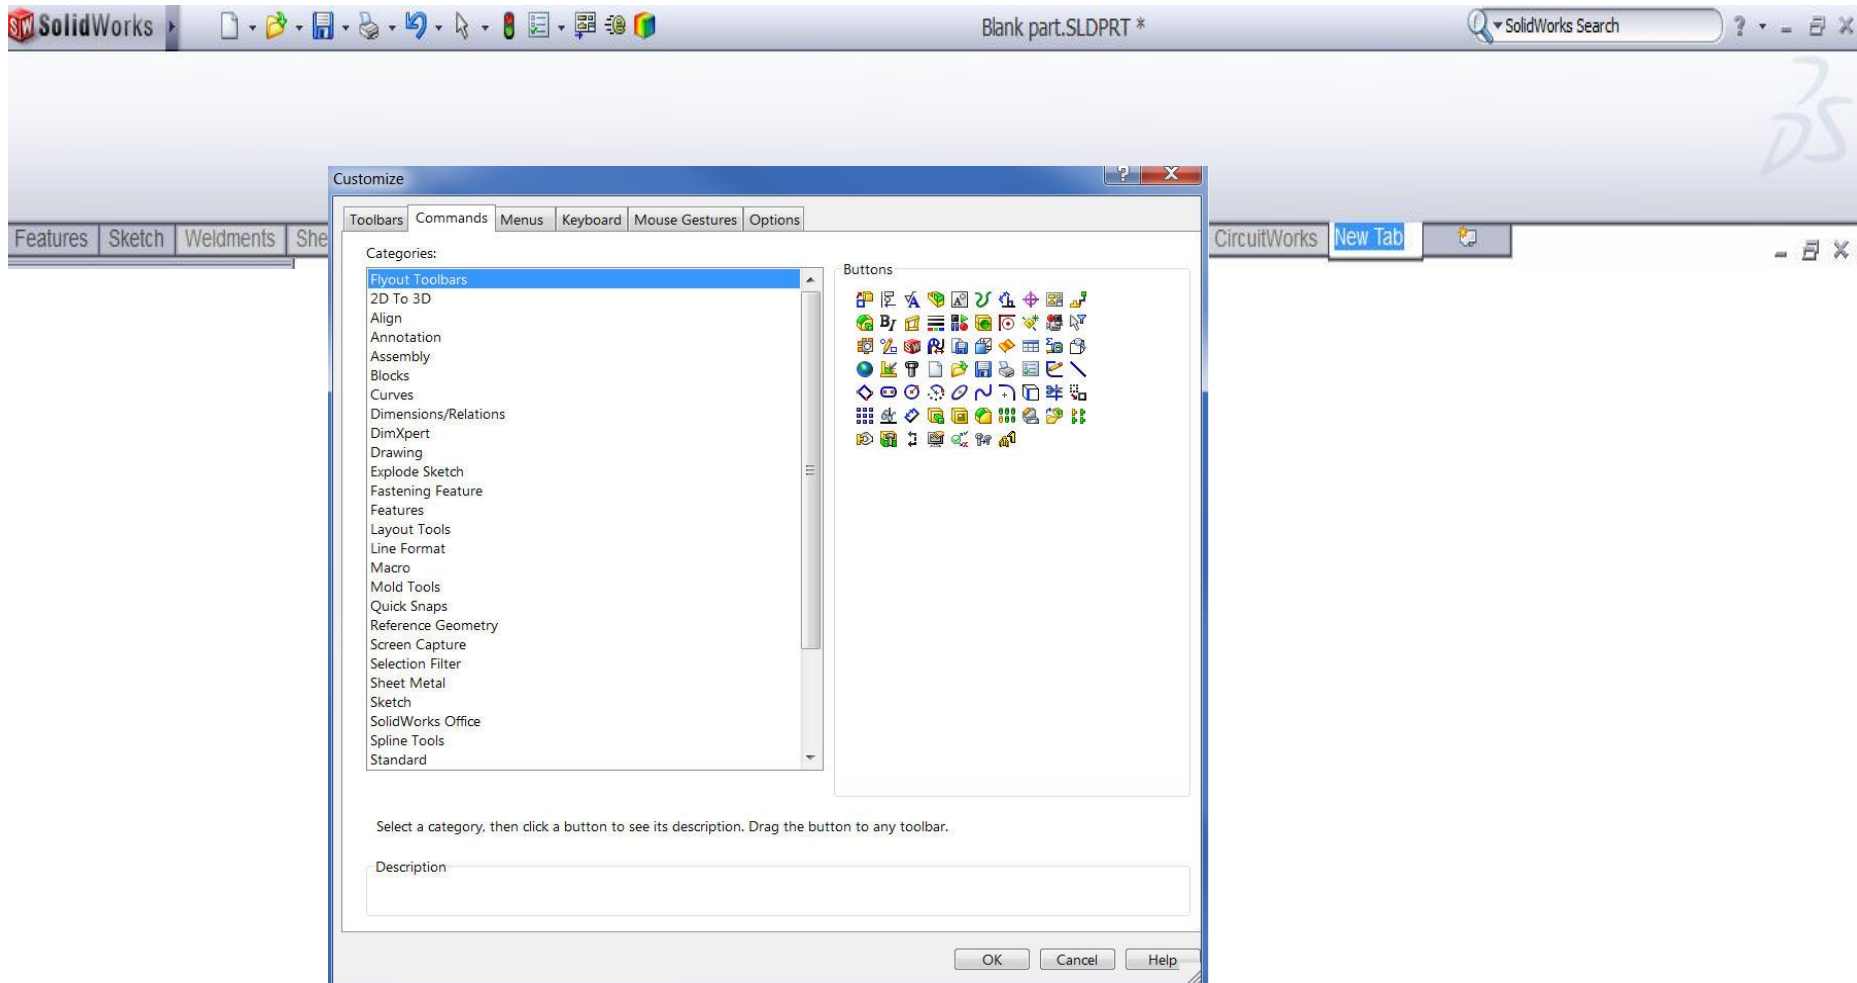 SolidWorks
Blank part.SLDPRT *
SolidWorks Search
Customize
Toolbars Commands Menus Keyboard Mouse Gestures Options
Features Sketch Weldments She
CircuitWorks New Tab
Categories:
Buttons
Flyout Toolbars
2D To 3D
Align
Annotation
Assembly
Blocks
Curves
Dimensions/Relations
DimXpert
Drawing
Explode Sketch
Fastening Feature
Features
Layout Tools
Line Format
Macro
Mold Tools
Quick Snaps
Reference Geometry
Screen Capture
Selection Filter
Sheet Metal
Sketch
SolidWorks Office
Spline Tools
Standard
Select a category, then click a button to see its description. Drag the button to any toolbar.
Description
OK Cancel Help